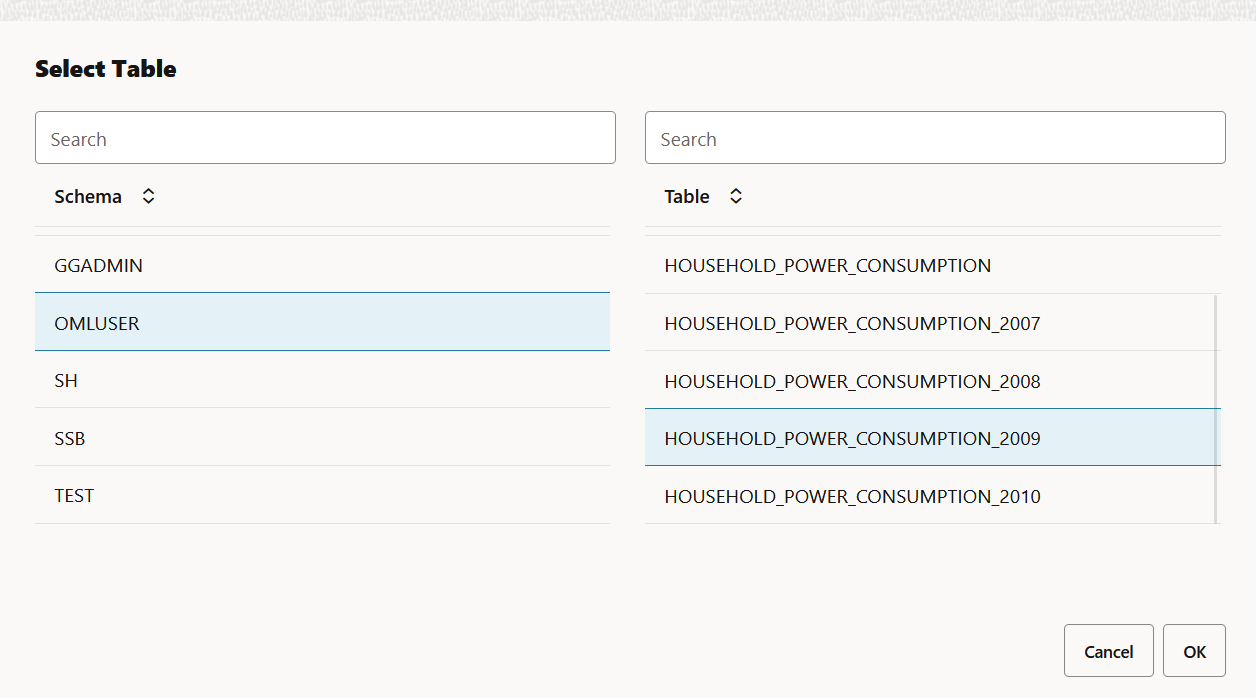 Select Table
Search
Search
Schema
Table
GGADMIN
HOUSEHOLD_POWER_CONSUMPTION
OMLUSER
HOUSEHOLD_POWER_CONSUMPTION_2007
SH
HOUSEHOLD_POWER_CONSUMPTION_2008
SSB
HOUSEHOLD_POWER_CONSUMPTION_2009
TEST
HOUSEHOLD_POWER_CONSUMPTION_2010
Cancel
OK